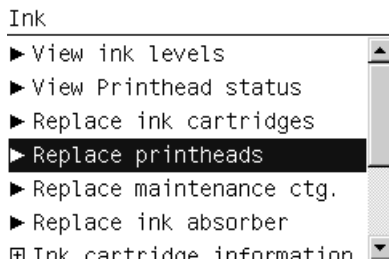 Ink
View ink levels
View Printhead status
Replace ink cartridges
Replace printheads
Replace maintenance ctg.
Replace ink absorber
Ink cartridge information